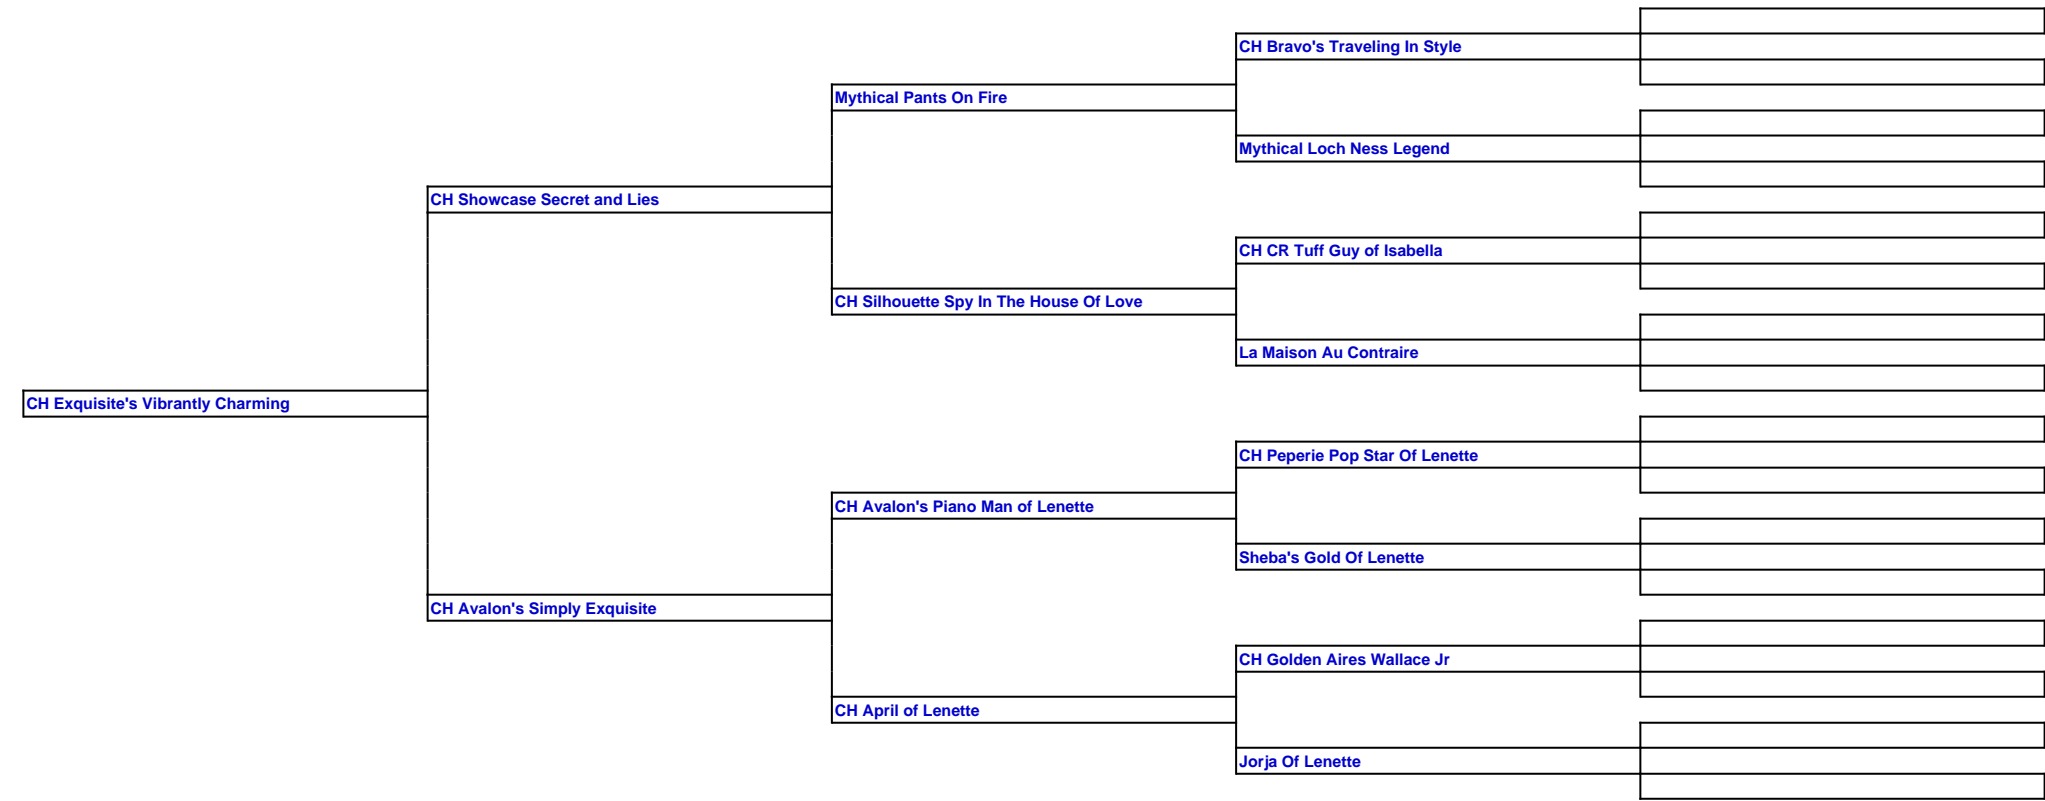 CH Bravo's Traveling In Style
Mythical Pants On Fire
Mythical Loch Ness Legend
CH Showcase Secret and Lies
CH CR Tuff Guy of Isabella
CH Silhouette Spy In The House Of Love
La Maison Au Contraire
CH Exquisite's Vibrantly Charming
CH Peperie Pop Star Of Lenette
CH Avalon's Piano Man of Lenette
Sheba's Gold Of Lenette
CH Avalon's Simply Exquisite
CH Golden Aires Wallace Jr
CH April of Lenette
Jorja Of Lenette